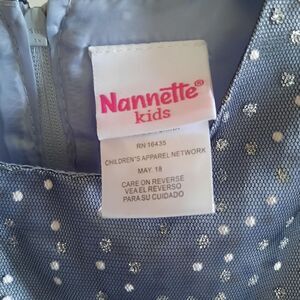 Nannette®
kids
RN 16435
CHILDREN'S APPAREL NETWORK
MAY 18
CARE ON REVERSE
VEA EL REVERSO
PARA SU CUIDADO